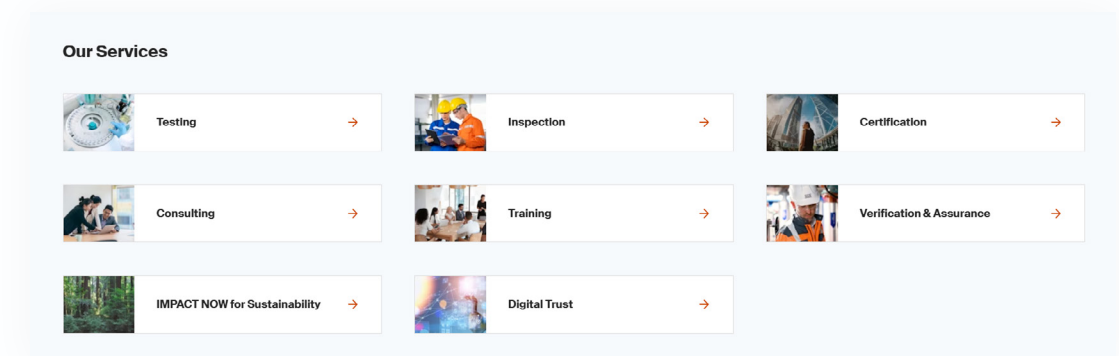 Our Services
Testing
Inspection
Certification
Consulting
Training
Verification & Assurance
IMPACT NOW for Sustainability
Digital Trust